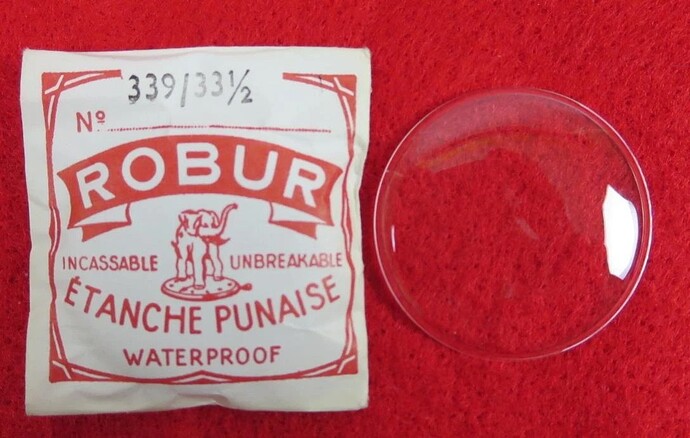 339/33½
Nº
ROBUR
INCASSABLE UNBREAKABLE
ÉTANCHE PUNAISE
WATERPROOF